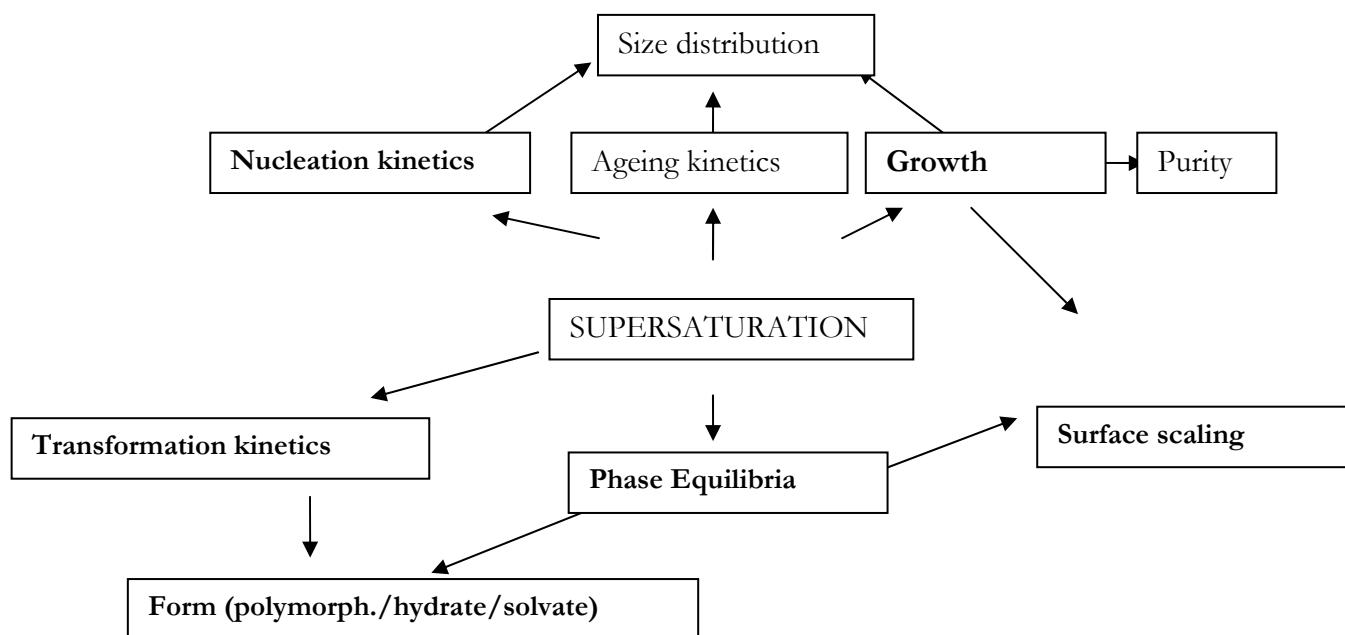 Size distribution
Nucleation kinetics
Ageing kinetics
Growth
Purity
SUPERSATURATION
Transformation kinetics
Surface scaling
Phase Equilibria
Form (polymorph./hydrate/solvate)